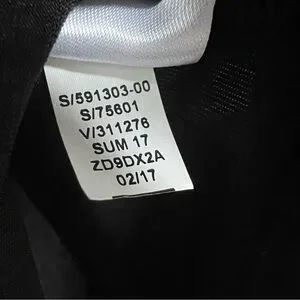 S/591303-00
S/75601
V/311276
SUM 17
ZD9DX2A
02/17